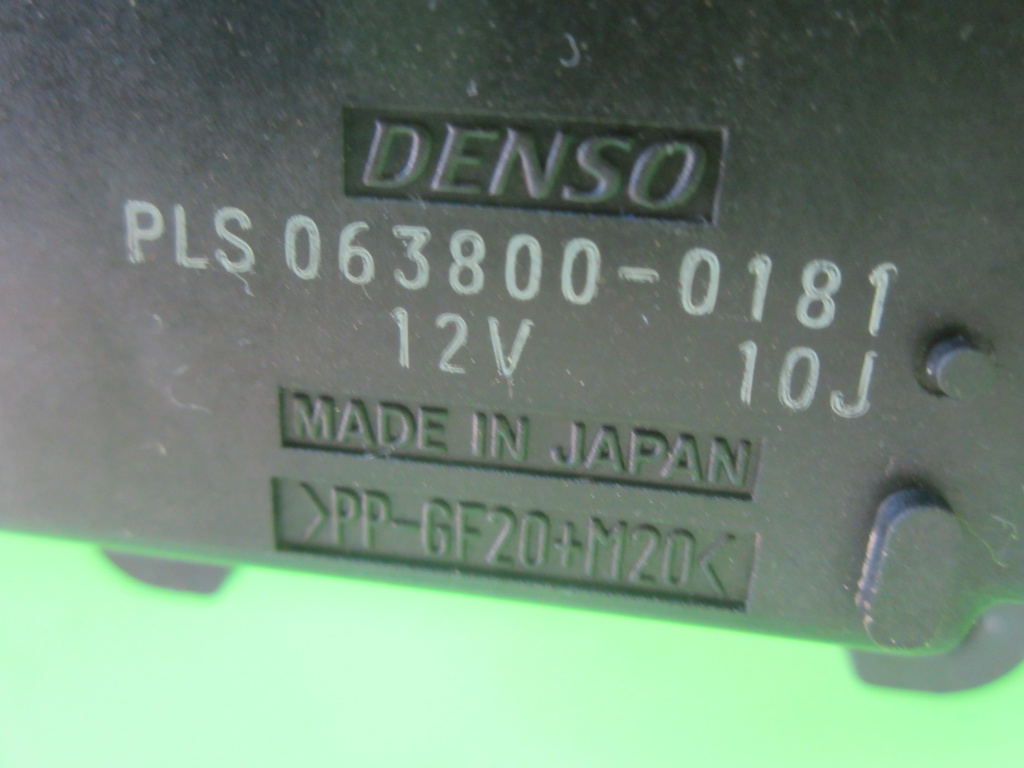 DENSO
PLS 063800-0181
12V 10J
MADE IN JAPAN
>PP-GF20+M20<